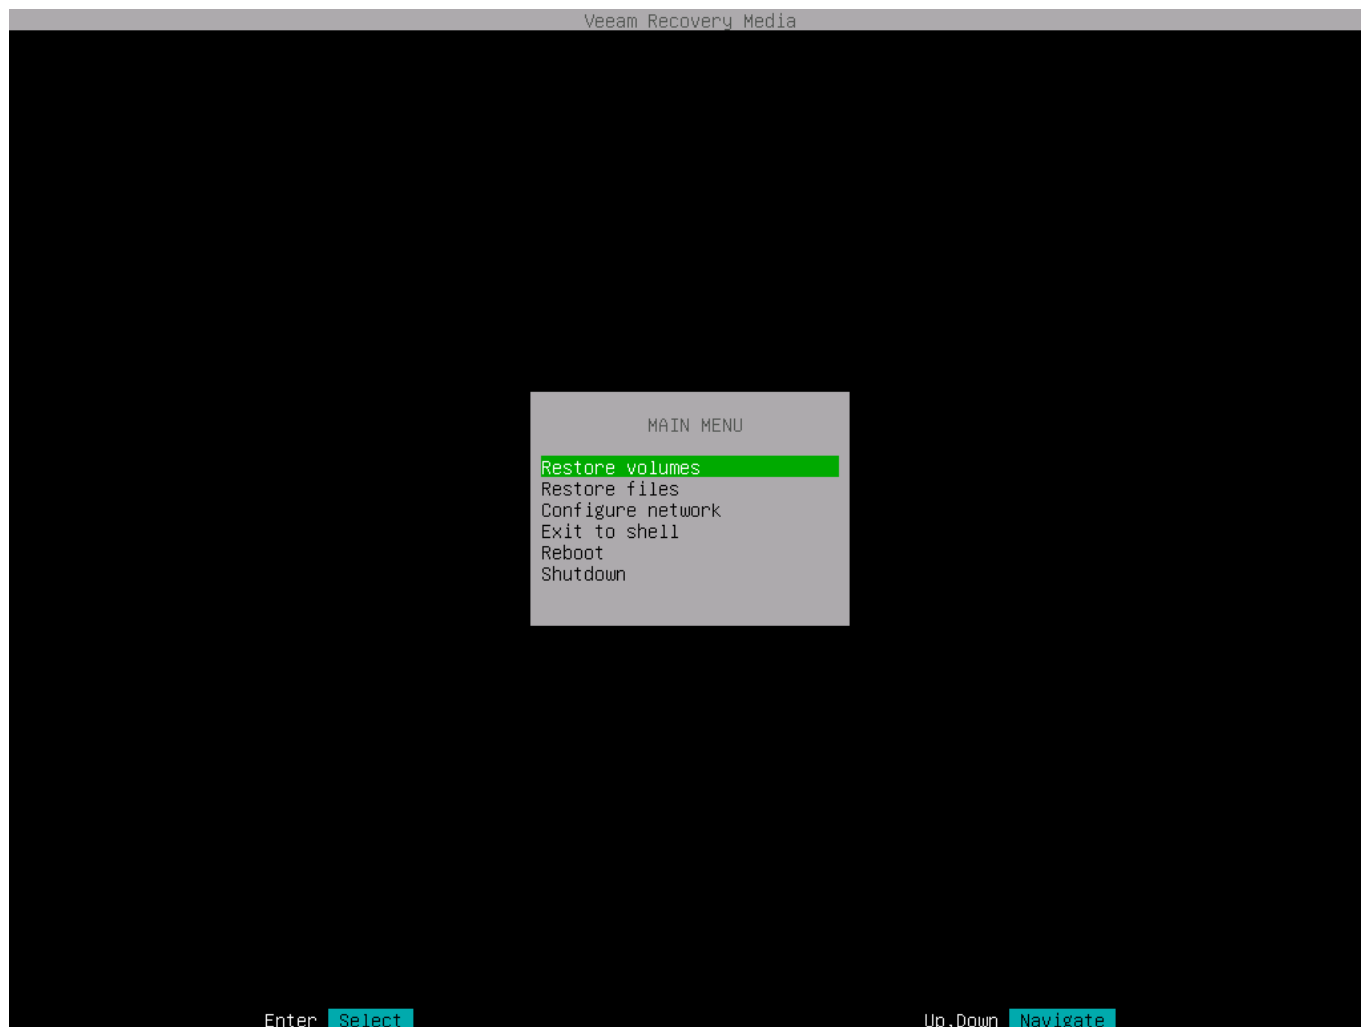 Veeam Recovery Media
MAIN MENU
Restore volumes
Restore files
Configure network
Exit to shell
Reboot
Shutdown
Enter Select Up,Down Navigate